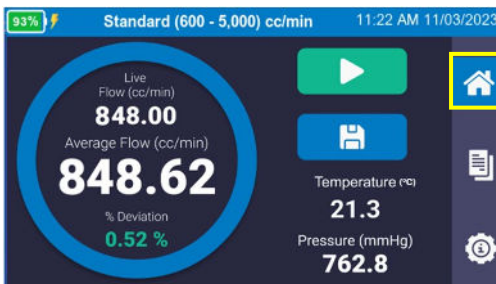 93% Standard (600 - 5,000) cc/min 11:22 AM 11/03/2023
Live
Flow (cc/min)
848.00
Average Flow (cc/min)
848.62
% Deviation
0.52 %
Temperature (ºC)
21.3
Pressure (mmHg)
762.8